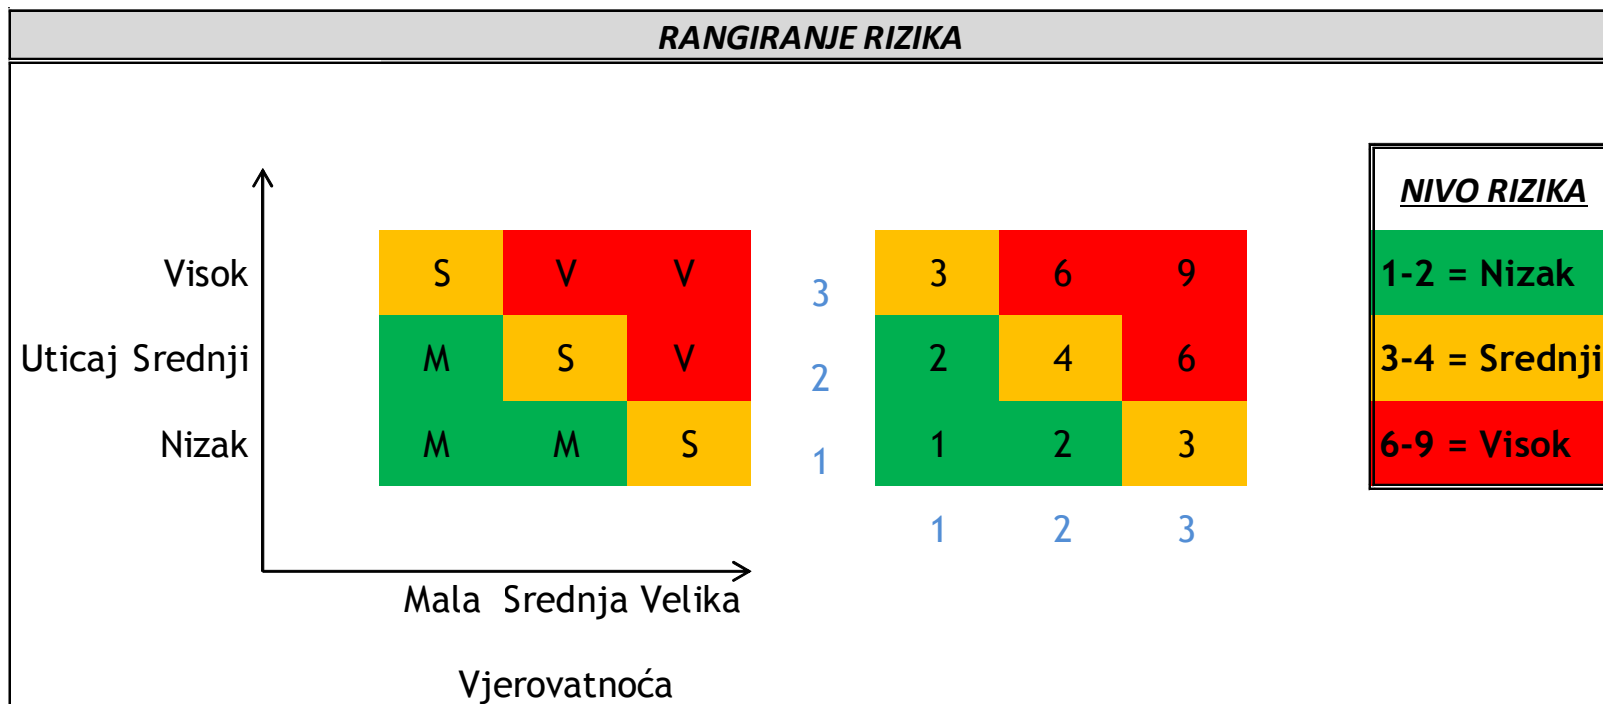 RANGIRANJE RIZIKA
NIVO RIZIKA
Visok S V V 3 3 6 9 1-2 = Nizak
Uticaj Srednji M S V 2 2 4 6 3-4 = Srednji
Nizak M M S 1 1 2 3 6-9 = Visok
1 2 3
Mala Srednja Velika
Vjerovatnoća